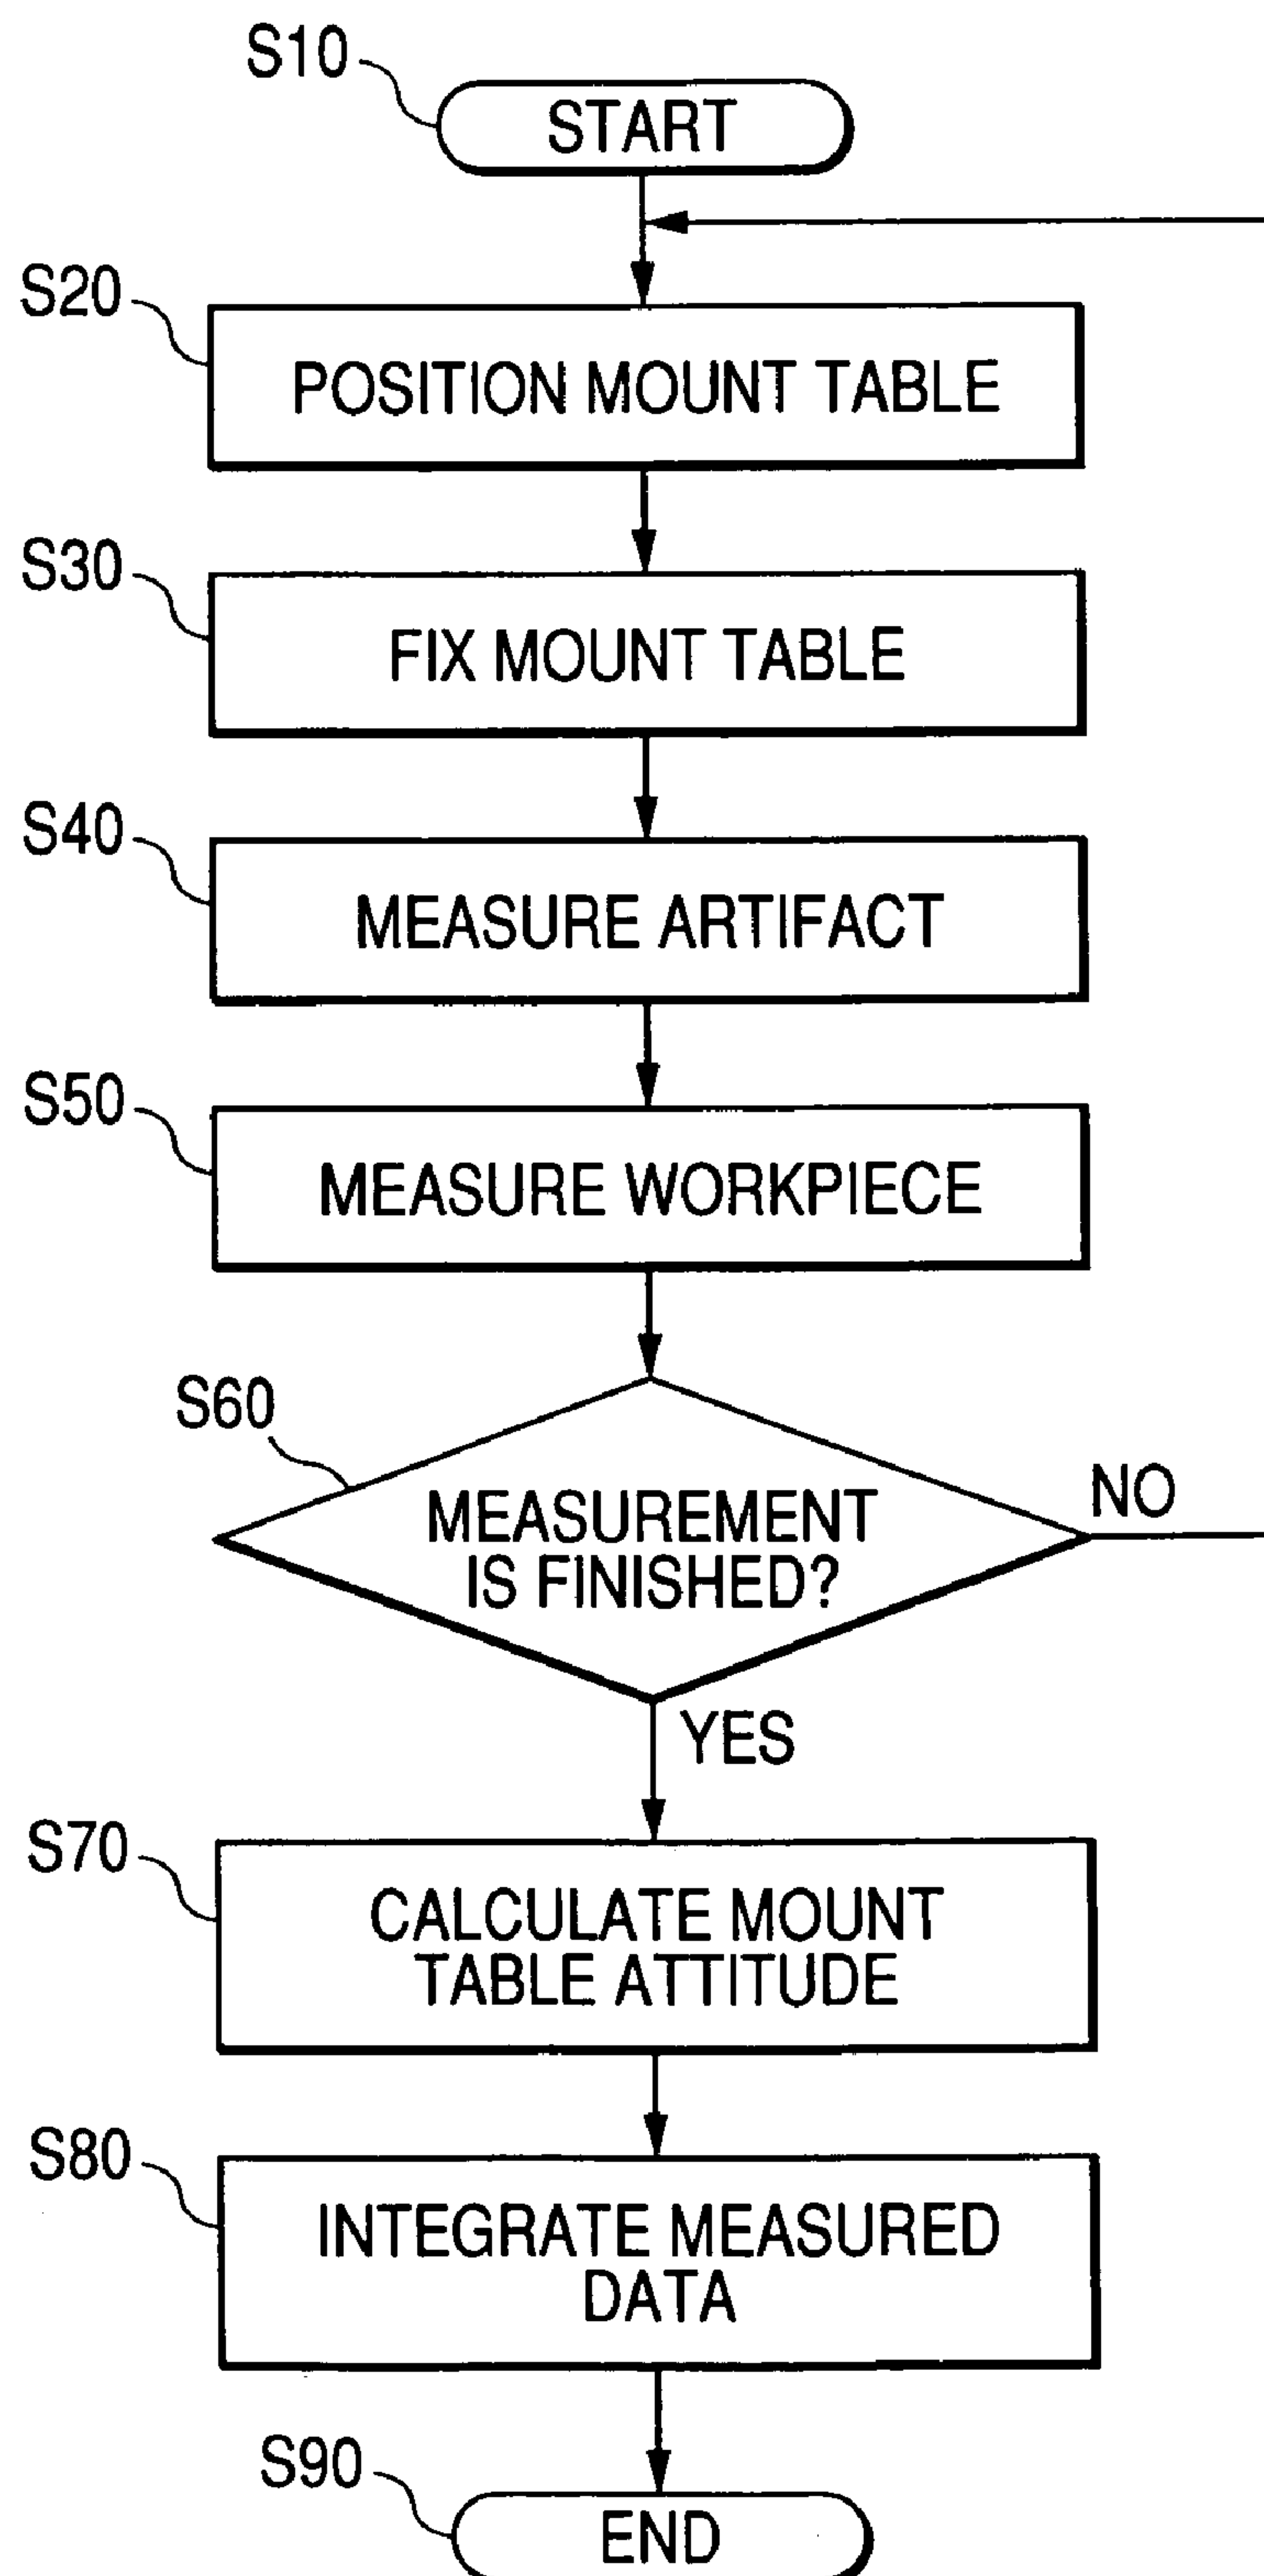 S10
START
S20
POSITION MOUNT TABLE
S30
FIX MOUNT TABLE
S40
MEASURE ARTIFACT
S50
MEASURE WORKPIECE
S60
MEASUREMENT
IS FINISHED?
NO
YES
S70
CALCULATE MOUNT
TABLE ATTITUDE
S80
INTEGRATE MEASURED
DATA
S90
END